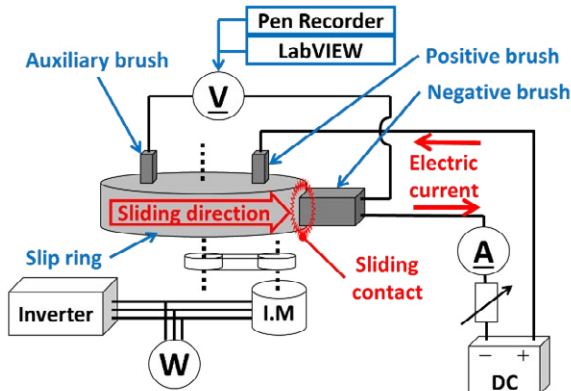 Pen Recorder
LabVIEW
Auxiliary brush
Positive brush
Negative brush
V
Electric
current
Sliding direction
Slip ring
Sliding
contact
A
Inverter
I.M
W
− +
DC